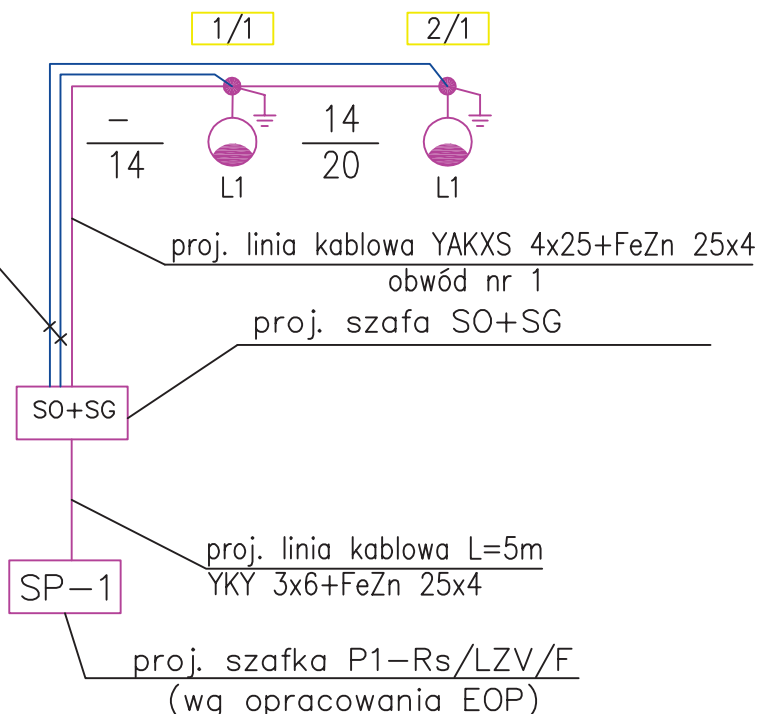 1/1
2/1
–
14
14
20
L1
L1
proj. linia kablowa YAKXS 4x25+FeZn 25x4
obwód nr 1
proj. szafa SO+SG
SO+SG
proj. linia kablowa L=5m
YKY 3x6+FeZn 25x4
SP–1
proj. szafka P1–Rs/LZV/F
(wg opracowania EOP)